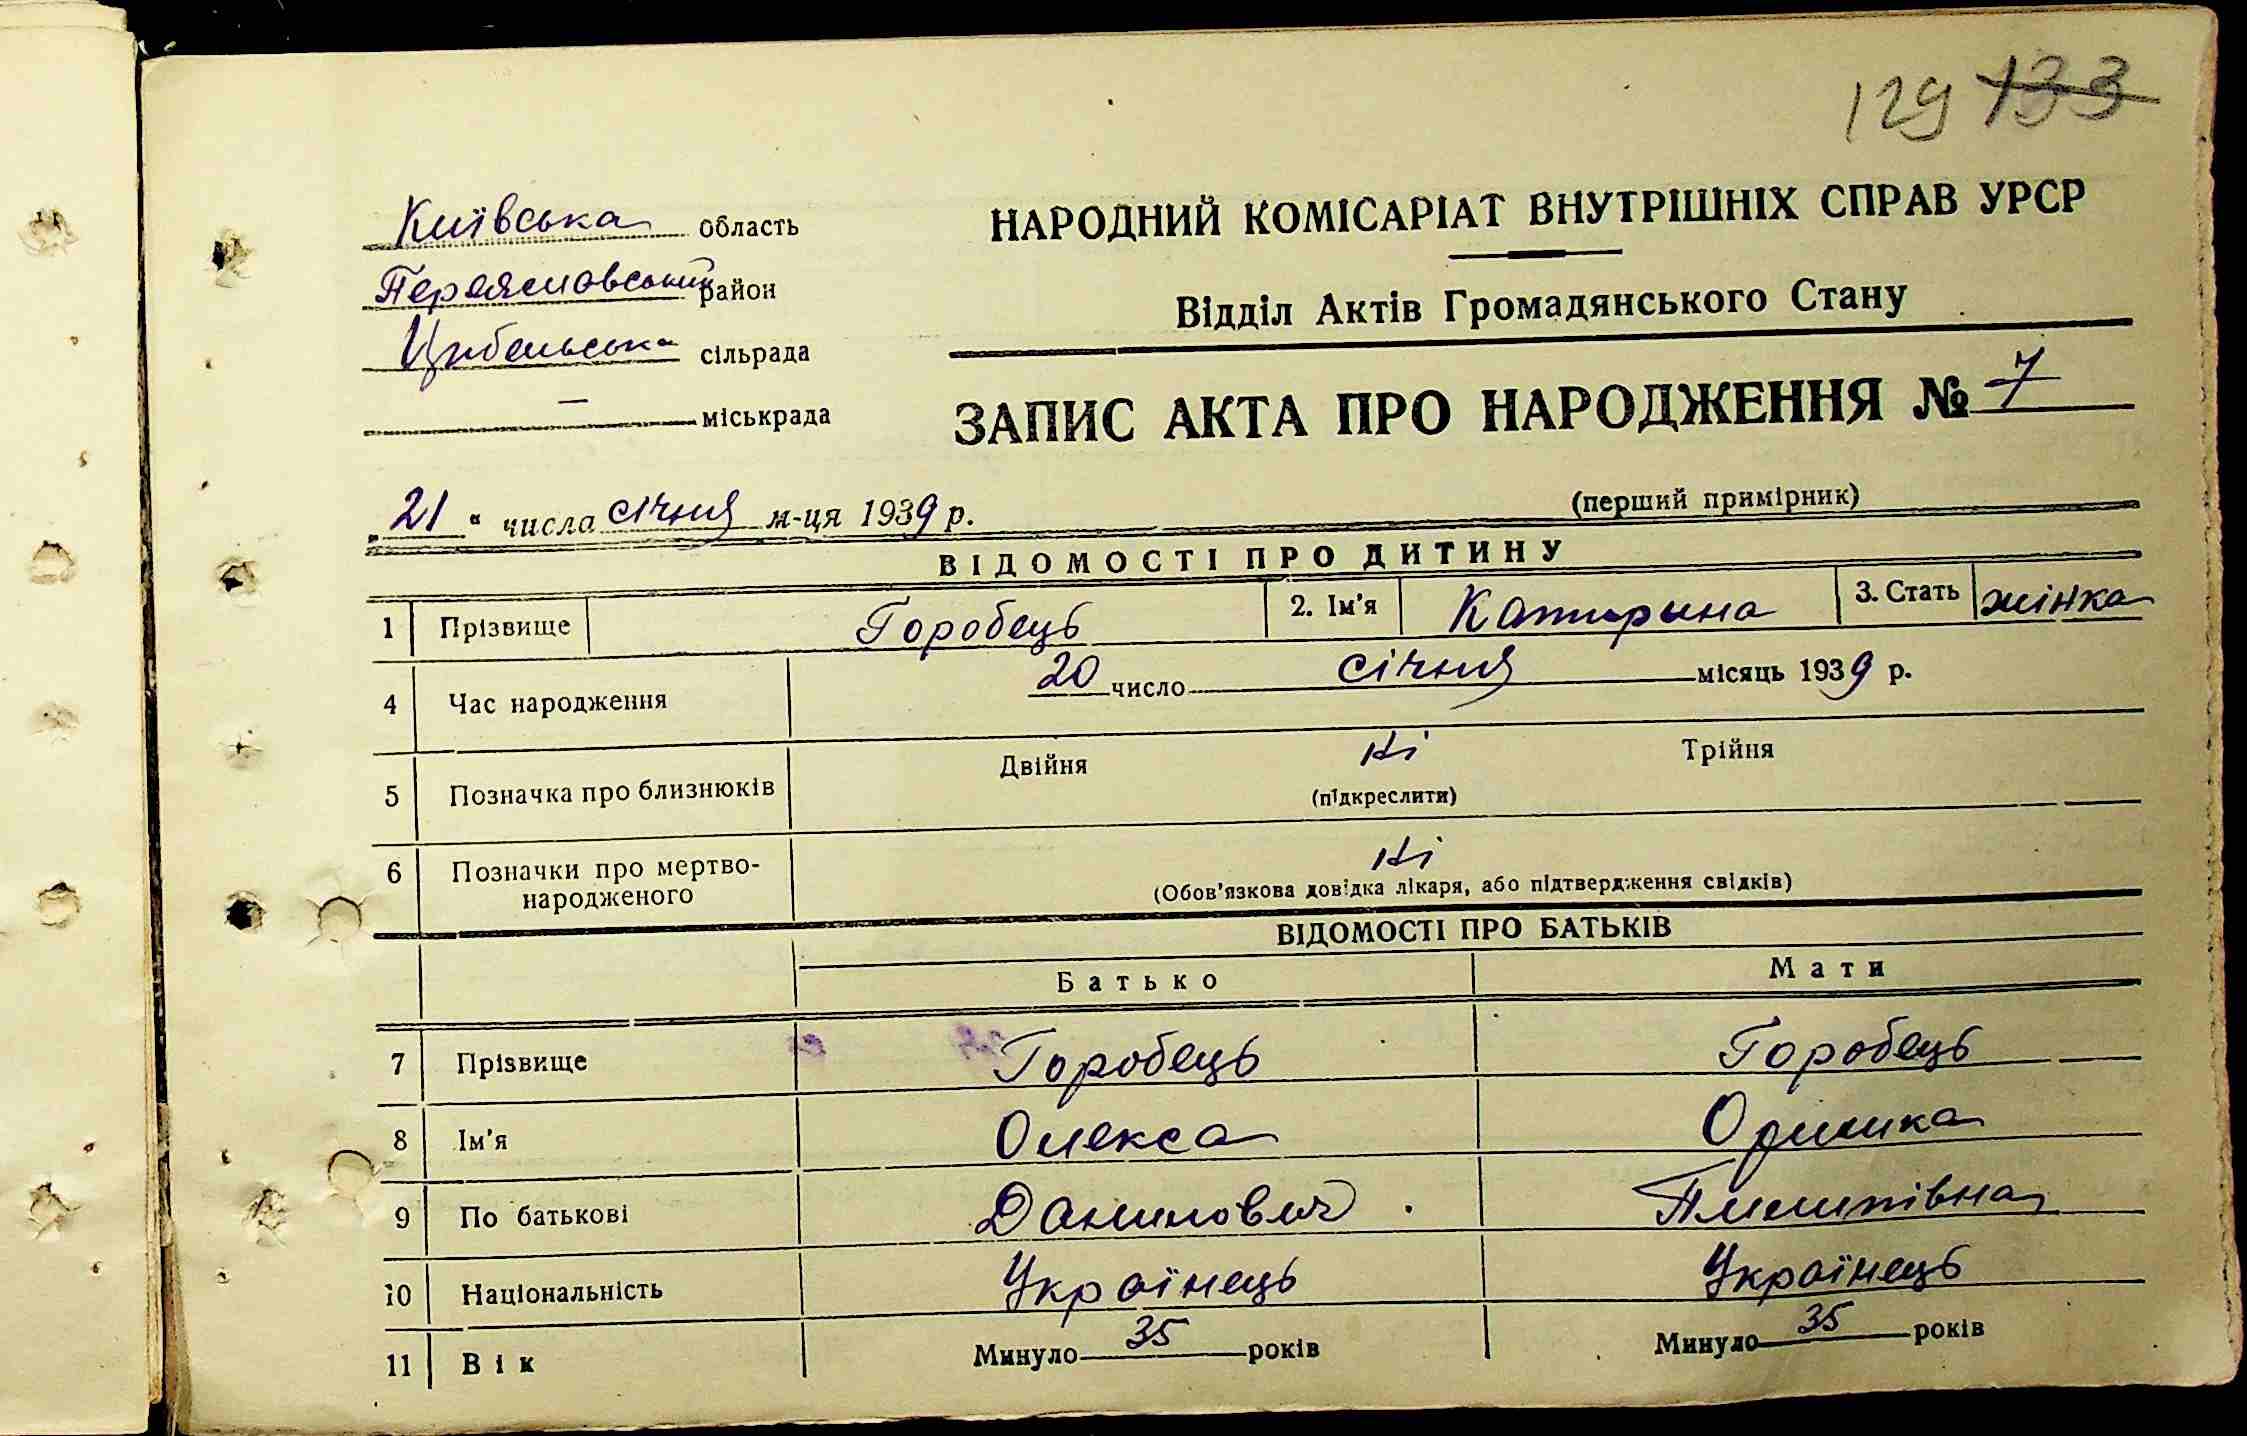 129 133
Київська область
Переяславський район
Цибельська сільрада
— міськрада
НАРОДНИЙ КОМІСАРІАТ ВНУТРІШНІХ СПРАВ УРСР
Відділ Актів Громадянського Стану
ЗАПИС АКТА ПРО НАРОДЖЕННЯ № 7
„21“ числа січня м-ця 1939 р.
(перший примірник)
ВІДОМОСТІ ПРО ДИТИНУ
1 Прізвище Горобець 2. Ім'я Катирина 3. Стать жінка
4 Час народження 20 число січня місяць 1939 р.
5 Позначка про близнюків Двійня ні Трійня
(підкреслити)
6 Позначки про мертво-
народженого ні
(Обов'язкова довідка лікаря, або підтвердження свідків)
ВІДОМОСТІ ПРО БАТЬКІВ
Батько Мати
7 Прізвище Горобець Горобець
8 Ім'я Олекса Оришка
9 По батькові Данилович Пилипівна
10 Національність Українець Українець
11 Вік Минуло 35 років Минуло 35 років